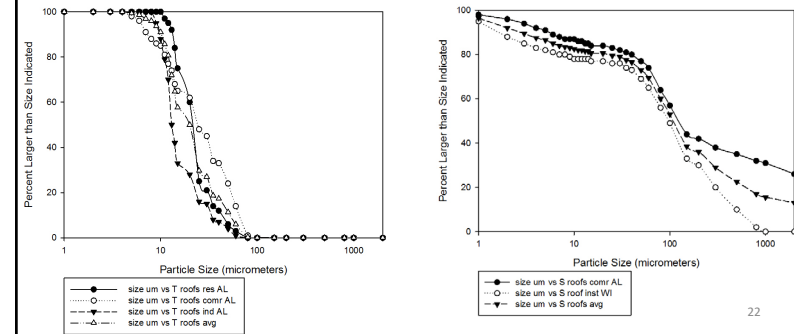 Percent Larger than Size Indicated
100
80
60
40
20
0
1
10
100
1000
Particle Size (micrometers)
size um vs T roofs res AL
size um vs T roofs comr AL
size um vs T roofs ind AL
size um vs T roofs avg
Percent Larger than Size Indicated
100
80
60
40
20
0
1
10
100
1000
Particle Size (micrometers)
size um vs S roofs comr AL
size um vs S roof inst WI
size um vs S roofs avg
22